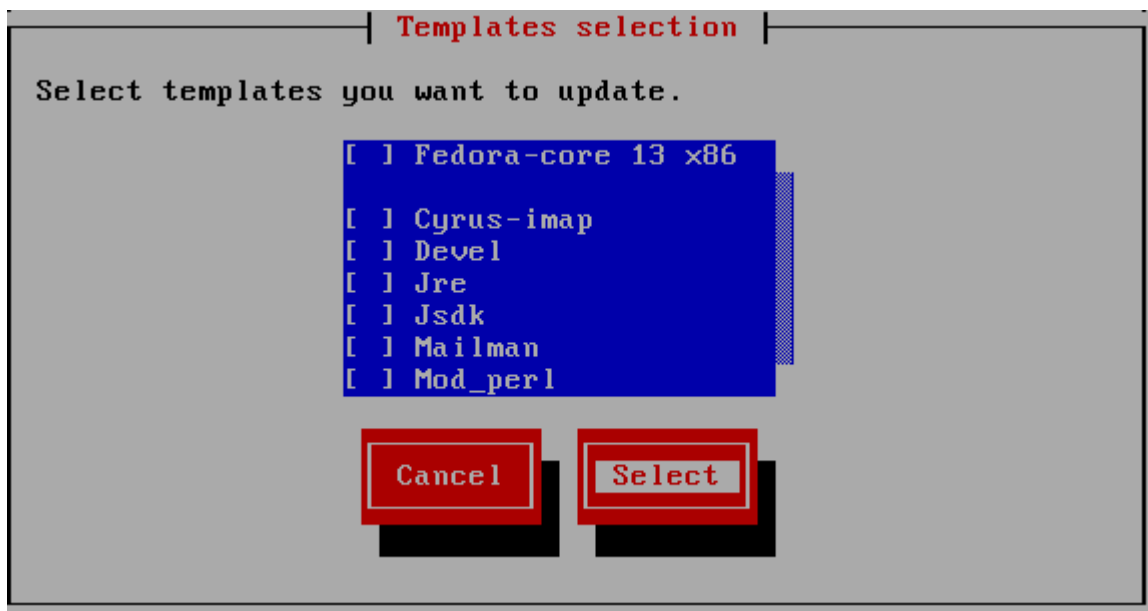 Templates selection
Select templates you want to update.
[ ] Fedora-core 13 x86
[ ] Cyrus-imap
[ ] Devel
[ ] Jre
[ ] Jsdk
[ ] Mailman
[ ] Mod_perl
Cancel Select